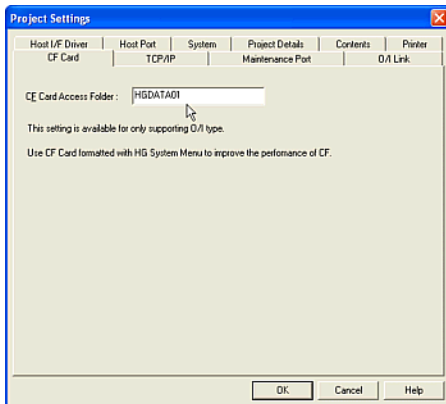 Project Settings
Host I/F Driver Host Port System Project Details Contents Printer
CF Card TCP/IP Maintenance Port O/I Link
CF Card Access Folder : HGDATA01
This setting is available for only supporting O/I type.
Use CF Card formatted with HG System Menu to improve the perfomance of CF.
OK Cancel Help